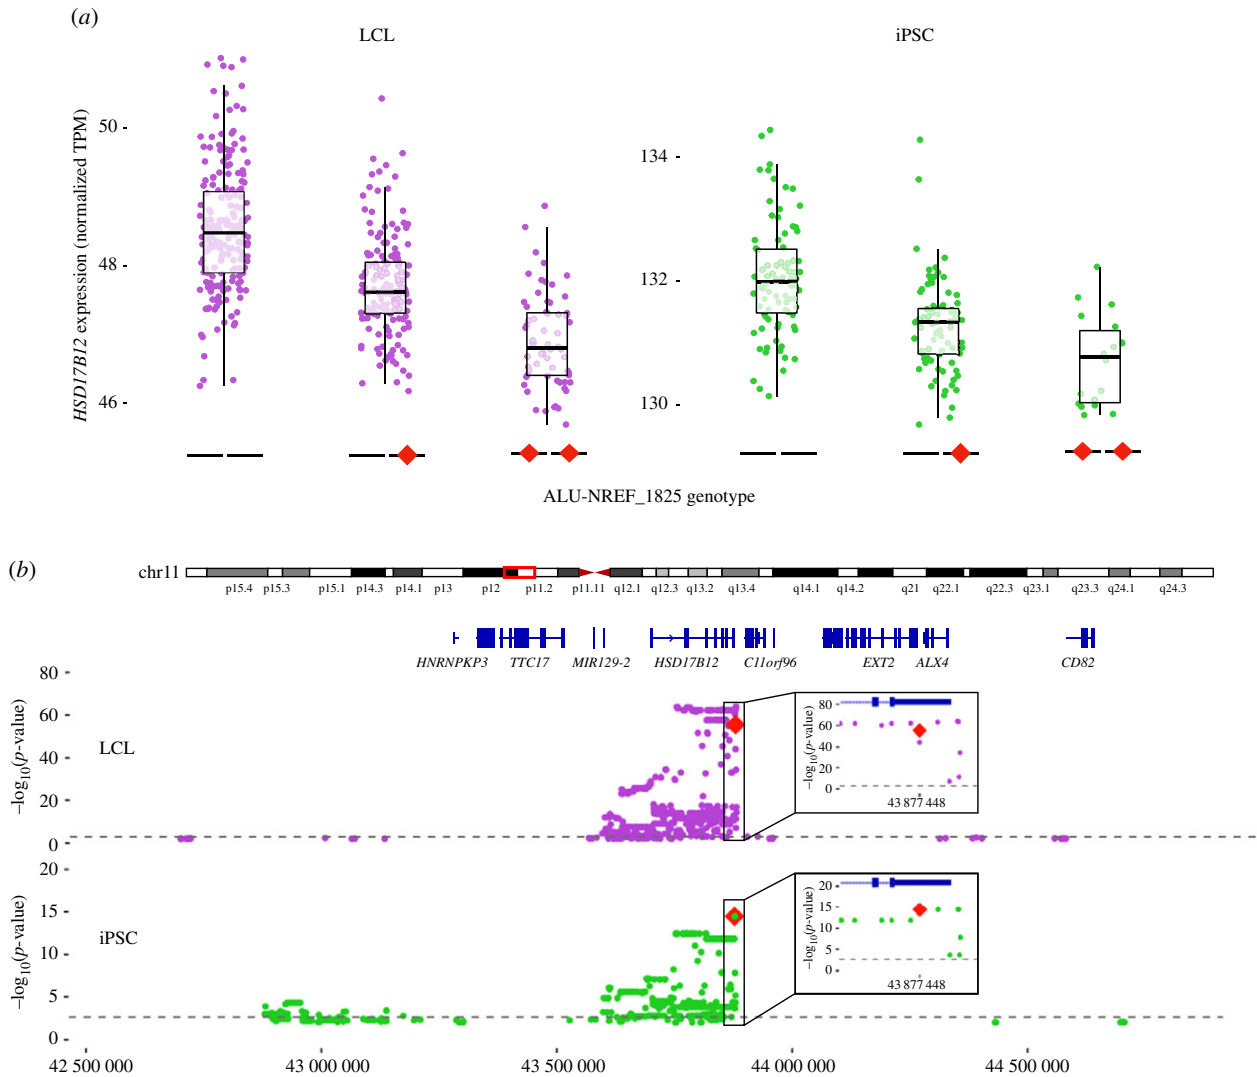 (a)
LCL
iPSC
HSD17B12 expression (normalized TPM)
50
48
46
134
132
130
ALU-NREF_1825 genotype
(b)
chr11
p15.4 p15.3 p14.3 p14.1 p13 p12 p11.2 p11.11 q12.1 q12.3 q13.2 q13.4 q14.1 q14.2 q21 q22.1 q22.3 q23.1 q23.3 q24.1 q24.3
HNRNPKP3 TTC17 MIR129-2 HSD17B12 C11orf96 EXT2 ALX4 CD82
–log10(p-value)
80
60
40
20
0
LCL
–log10(p-value)
80
60
40
20
0
43 877 448
–log10(p-value)
20
15
10
5
0
iPSC
–log10(p-value)
20
15
10
5
0
43 877 448
42 500 000 43 000 000 43 500 000 44 000 000 44 500 000